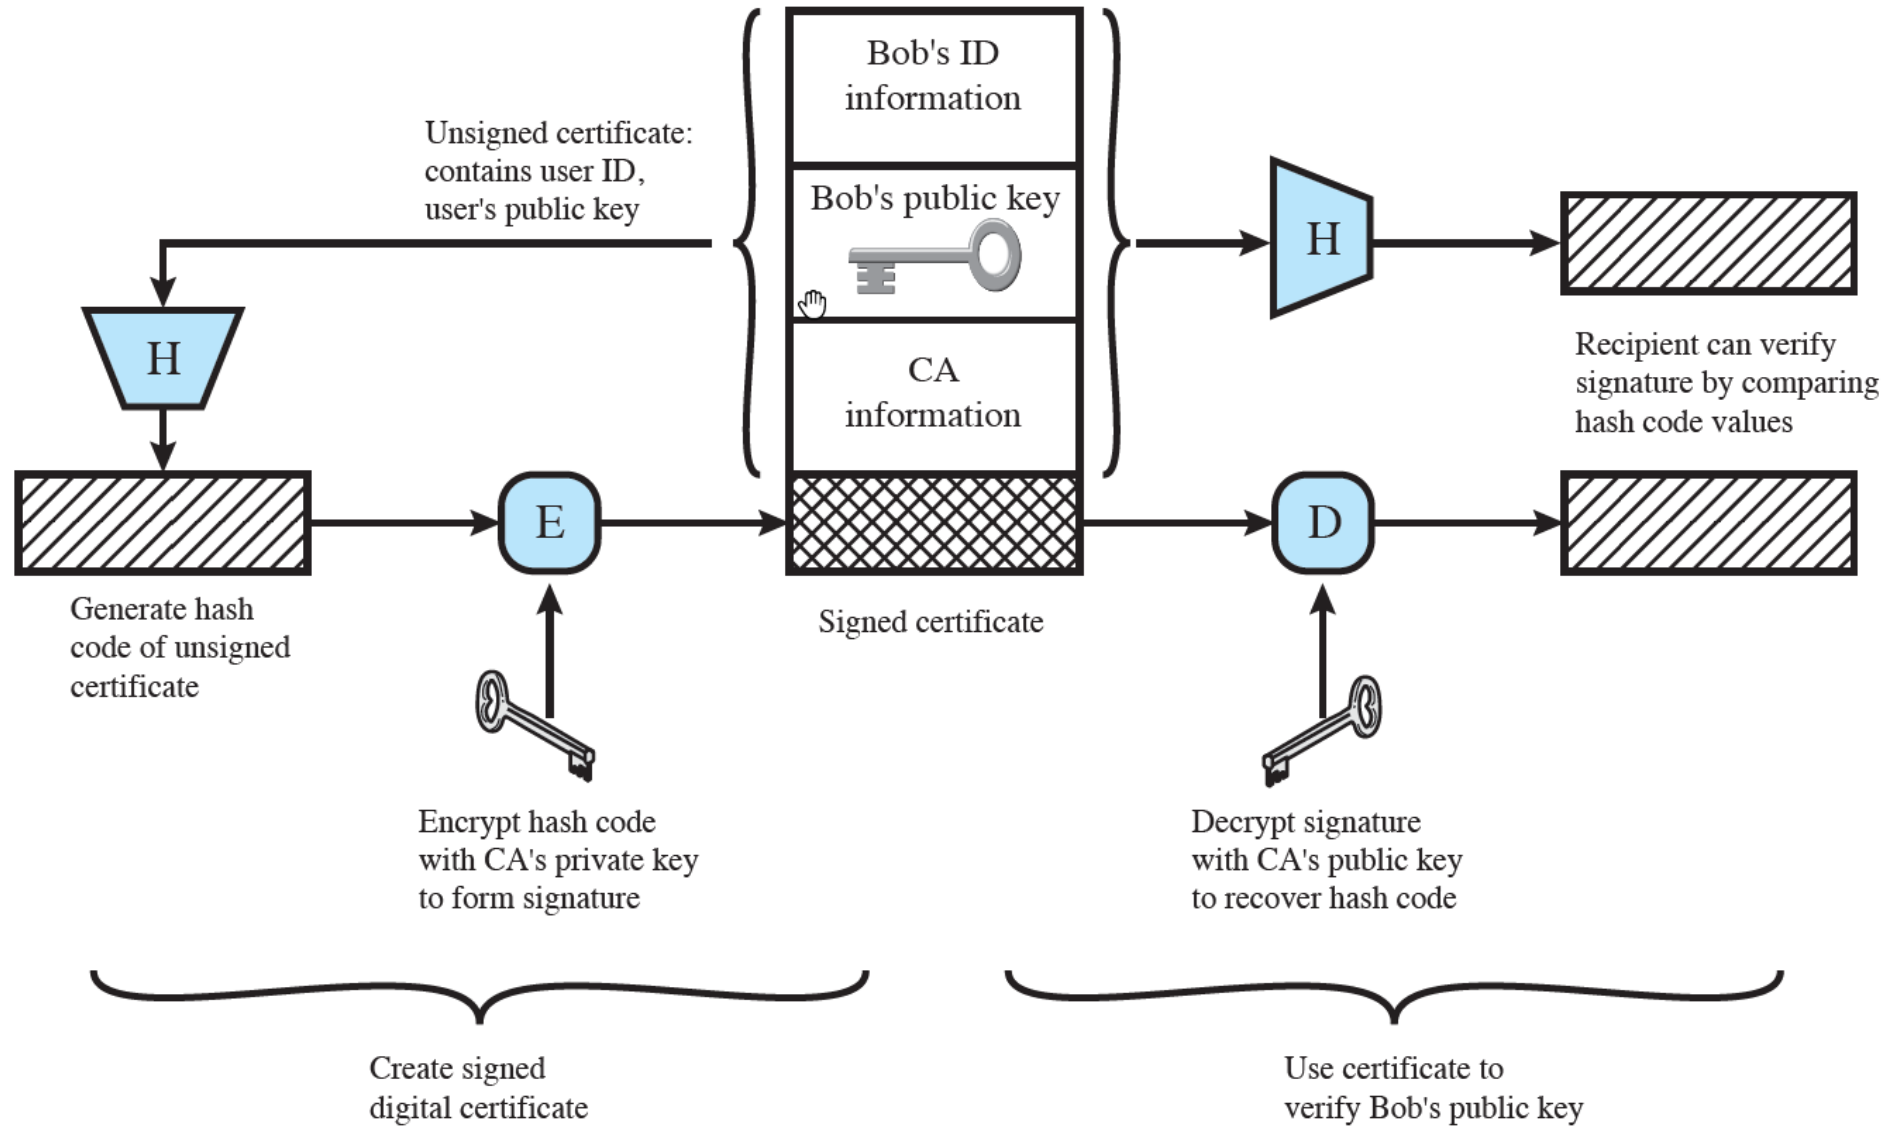 Bob's ID
information
Unsigned certificate:
contains user ID,
user's public key
Bob's public key
H
H
CA
information
Recipient can verify
signature by comparing
hash code values
E
D
Generate hash
code of unsigned
certificate
Signed certificate
Encrypt hash code
with CA's private key
to form signature
Decrypt signature
with CA's public key
to recover hash code
Create signed
digital certificate
Use certificate to
verify Bob's public key